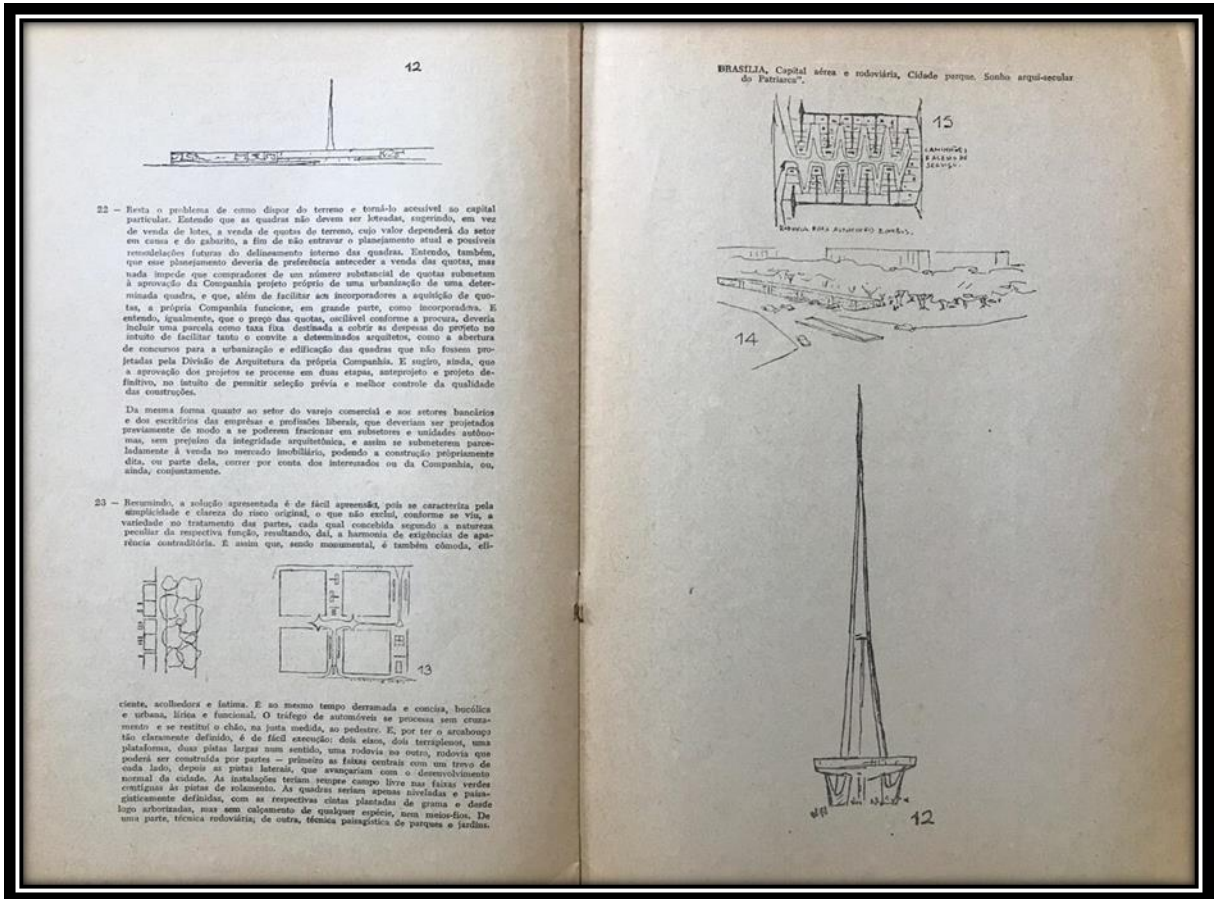 12
22 — Resta o problema de como dispor do terreno e torná-lo acessível ao capital
particular. Entendo que as quadras não devem ser loteadas, sugerindo, em vez
de venda de lotes, a venda de quotas de terreno, cujo valor dependerá do setor
em causa e do gabarito, a fim de não entravar o planejamento atual e possíveis
remodelações futuras do delineamento interno das quadras. Entendo, também,
que esse planejamento deveria de preferência anteceder a venda das quotas, mas
nada impede que compradores de um número substancial de quotas submetam
à aprovação da Companhia projeto próprio de uma urbanização de uma deter-
minada quadra, e que, além de facilitar aos incorporadores a aquisição de quo-
tas, a própria Companhia funcione, em grande parte, como incorporadora. E
entendo, igualmente, que o preço das quotas, oscilável conforme a procura, deveria
incluir uma parcela como taxa fixa destinada a cobrir as despesas do projeto no
intuito de facilitar tanto o convite a determinados arquitetos, como a abertura
de concursos para a urbanização e edificação das quadras que não fossem pro-
jetadas pela Divisão de Arquitetura da própria Companhia. E sugiro, ainda, que
a aprovação dos projetos se processe em duas etapas, anteprojeto e projeto de-
finitivo, no intuito de permitir seleção prévia e melhor controle da qualidade
das construções.
Da mesma forma quanto ao setor do varejo comercial e aos setores bancários
e dos escritórios das emprêsas e profissões liberais, que deveriam ser projetados
previamente de modo a se poderem fracionar em subsetores e unidades autôno-
mas, sem prejuízo da integridade arquitetônica, e assim se submeterem parce-
ladamente à venda no mercado imobiliário, podendo a construção pròpriamente
dita, ou parte dela, correr por conta dos interessados ou da Companhia, ou,
ainda, conjuntamente.
23 — Resumindo, a solução apresentada é de fácil apreensão, pois se caracteriza pela
simplicidade e clareza do risco original, o que não exclui, conforme se viu, a
variedade no tratamento das partes, cada qual concebida segundo a natureza
peculiar da respectiva função, resultando, daí, a harmonia de exigências de apa-
rência contraditória. É assim que, sendo monumental, é também cômoda, efi-
13
ciente, acolhedora e íntima. É ao mesmo tempo derramada e concisa, bucólica
e urbana, lírica e funcional. O tráfego de automóveis se processa sem cruza-
mento e se restitui o chão, na justa medida, ao pedestre. E, por ter o arcabouço
tão claramente definido, é de fácil execução: dois eixos, dois terraplenos, uma
plataforma, duas pistas largas num sentido, uma rodovia no outro, rodovia que
poderá ser construída por partes — primeiro as faixas centrais com um trevo de
cada lado, depois as pistas laterais, que avançariam com o desenvolvimento
normal da cidade. As instalações teriam sempre campo livre nas faixas verdes
contíguas às pistas de rolamento. As quadras seriam apenas niveladas e paisa-
gìsticamente definidas, com as respectivas cintas plantadas de grama e desde
logo arborizadas, mas sem calçamento de qualquer espécie, nem meios-fios. De
uma parte, técnica rodoviária; de outra, técnica paisagística de parques e jardins.
BRASÍLIA, Capital aérea e rodoviária, Cidade parque. Sonho arqui-secular
do Patriarca".
15
CAMINHÕES
SERVIÇO.
14
12